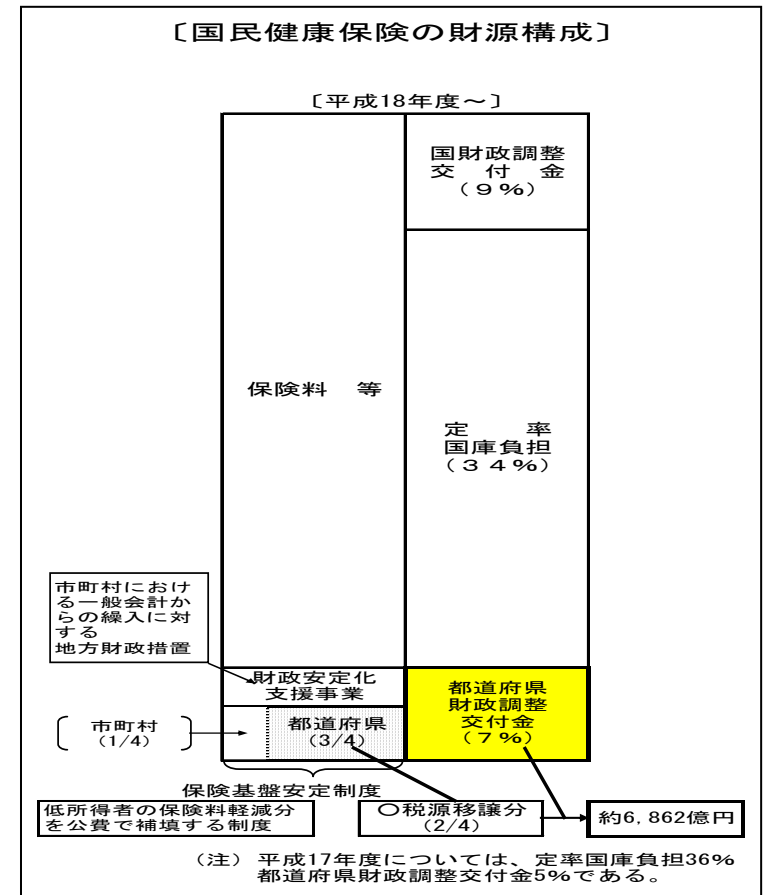 〔国民健康保険の財源構成〕
〔平成18年度～〕
国財政調整
交　付　金
(９%)
保険料　等
定　　　率
国庫負担
(３４%)
市町村におけ
る一般会計か
らの繰入に対
する
地方財政措置
財政安定化
支援事業
都道府県
財政調整
交付金
(７%)
市町村
(1/4)
都道府県
(3/4)
保険基盤安定制度
低所得者の保険料軽減分
を公費で補填する制度
○税源移譲分
(2/4)
約6,862億円
(注) 平成17年度については、定率国庫負担36%
都道府県財政調整交付金5%である。